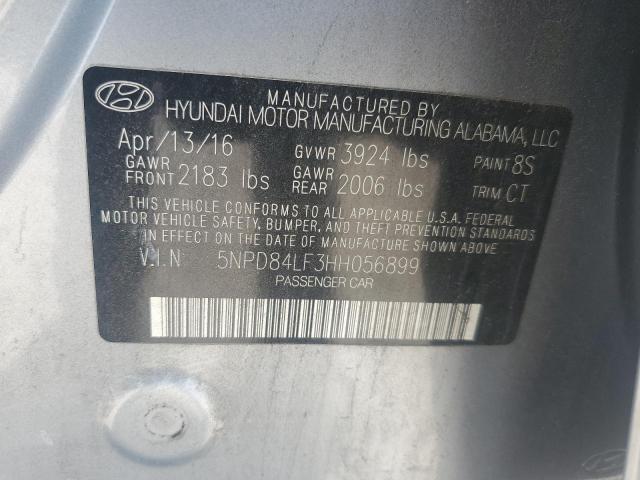 MANUFACTURED BY
HYUNDAI MOTOR MANUFACTURING ALABAMA, LLC
Apr/13/16 GVWR 3924 lbs PAINT 8S
GAWR FRONT 2183 lbs GAWR REAR 2006 lbs TRIM CT
THIS VEHICLE CONFORMS TO ALL APPLICABLE U.S.A. FEDERAL
MOTOR VEHICLE SAFETY, BUMPER, AND THEFT PREVENTION STANDARDS
IN EFFECT ON THE DATE OF MANUFACTURE SHOWN ABOVE
V.I.N 5NPD84LF3HH056899
PASSENGER CAR